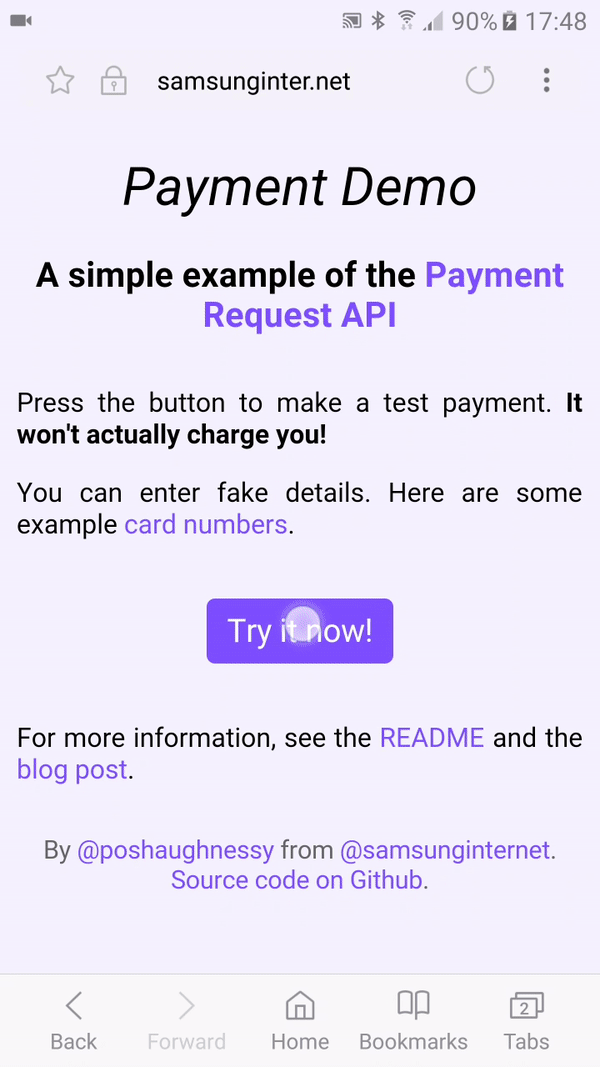 90% 17:48
samsunginter.net
Payment Demo
A simple example of the Payment
Request API
Press the button to make a test payment. It
won't actually charge you!
You can enter fake details. Here are some
example card numbers.
Try it now!
For more information, see the README and the
blog post.
By @poshaughnessy from @samsunginternet.
Source code on Github.
2
Back Forward Home Bookmarks Tabs